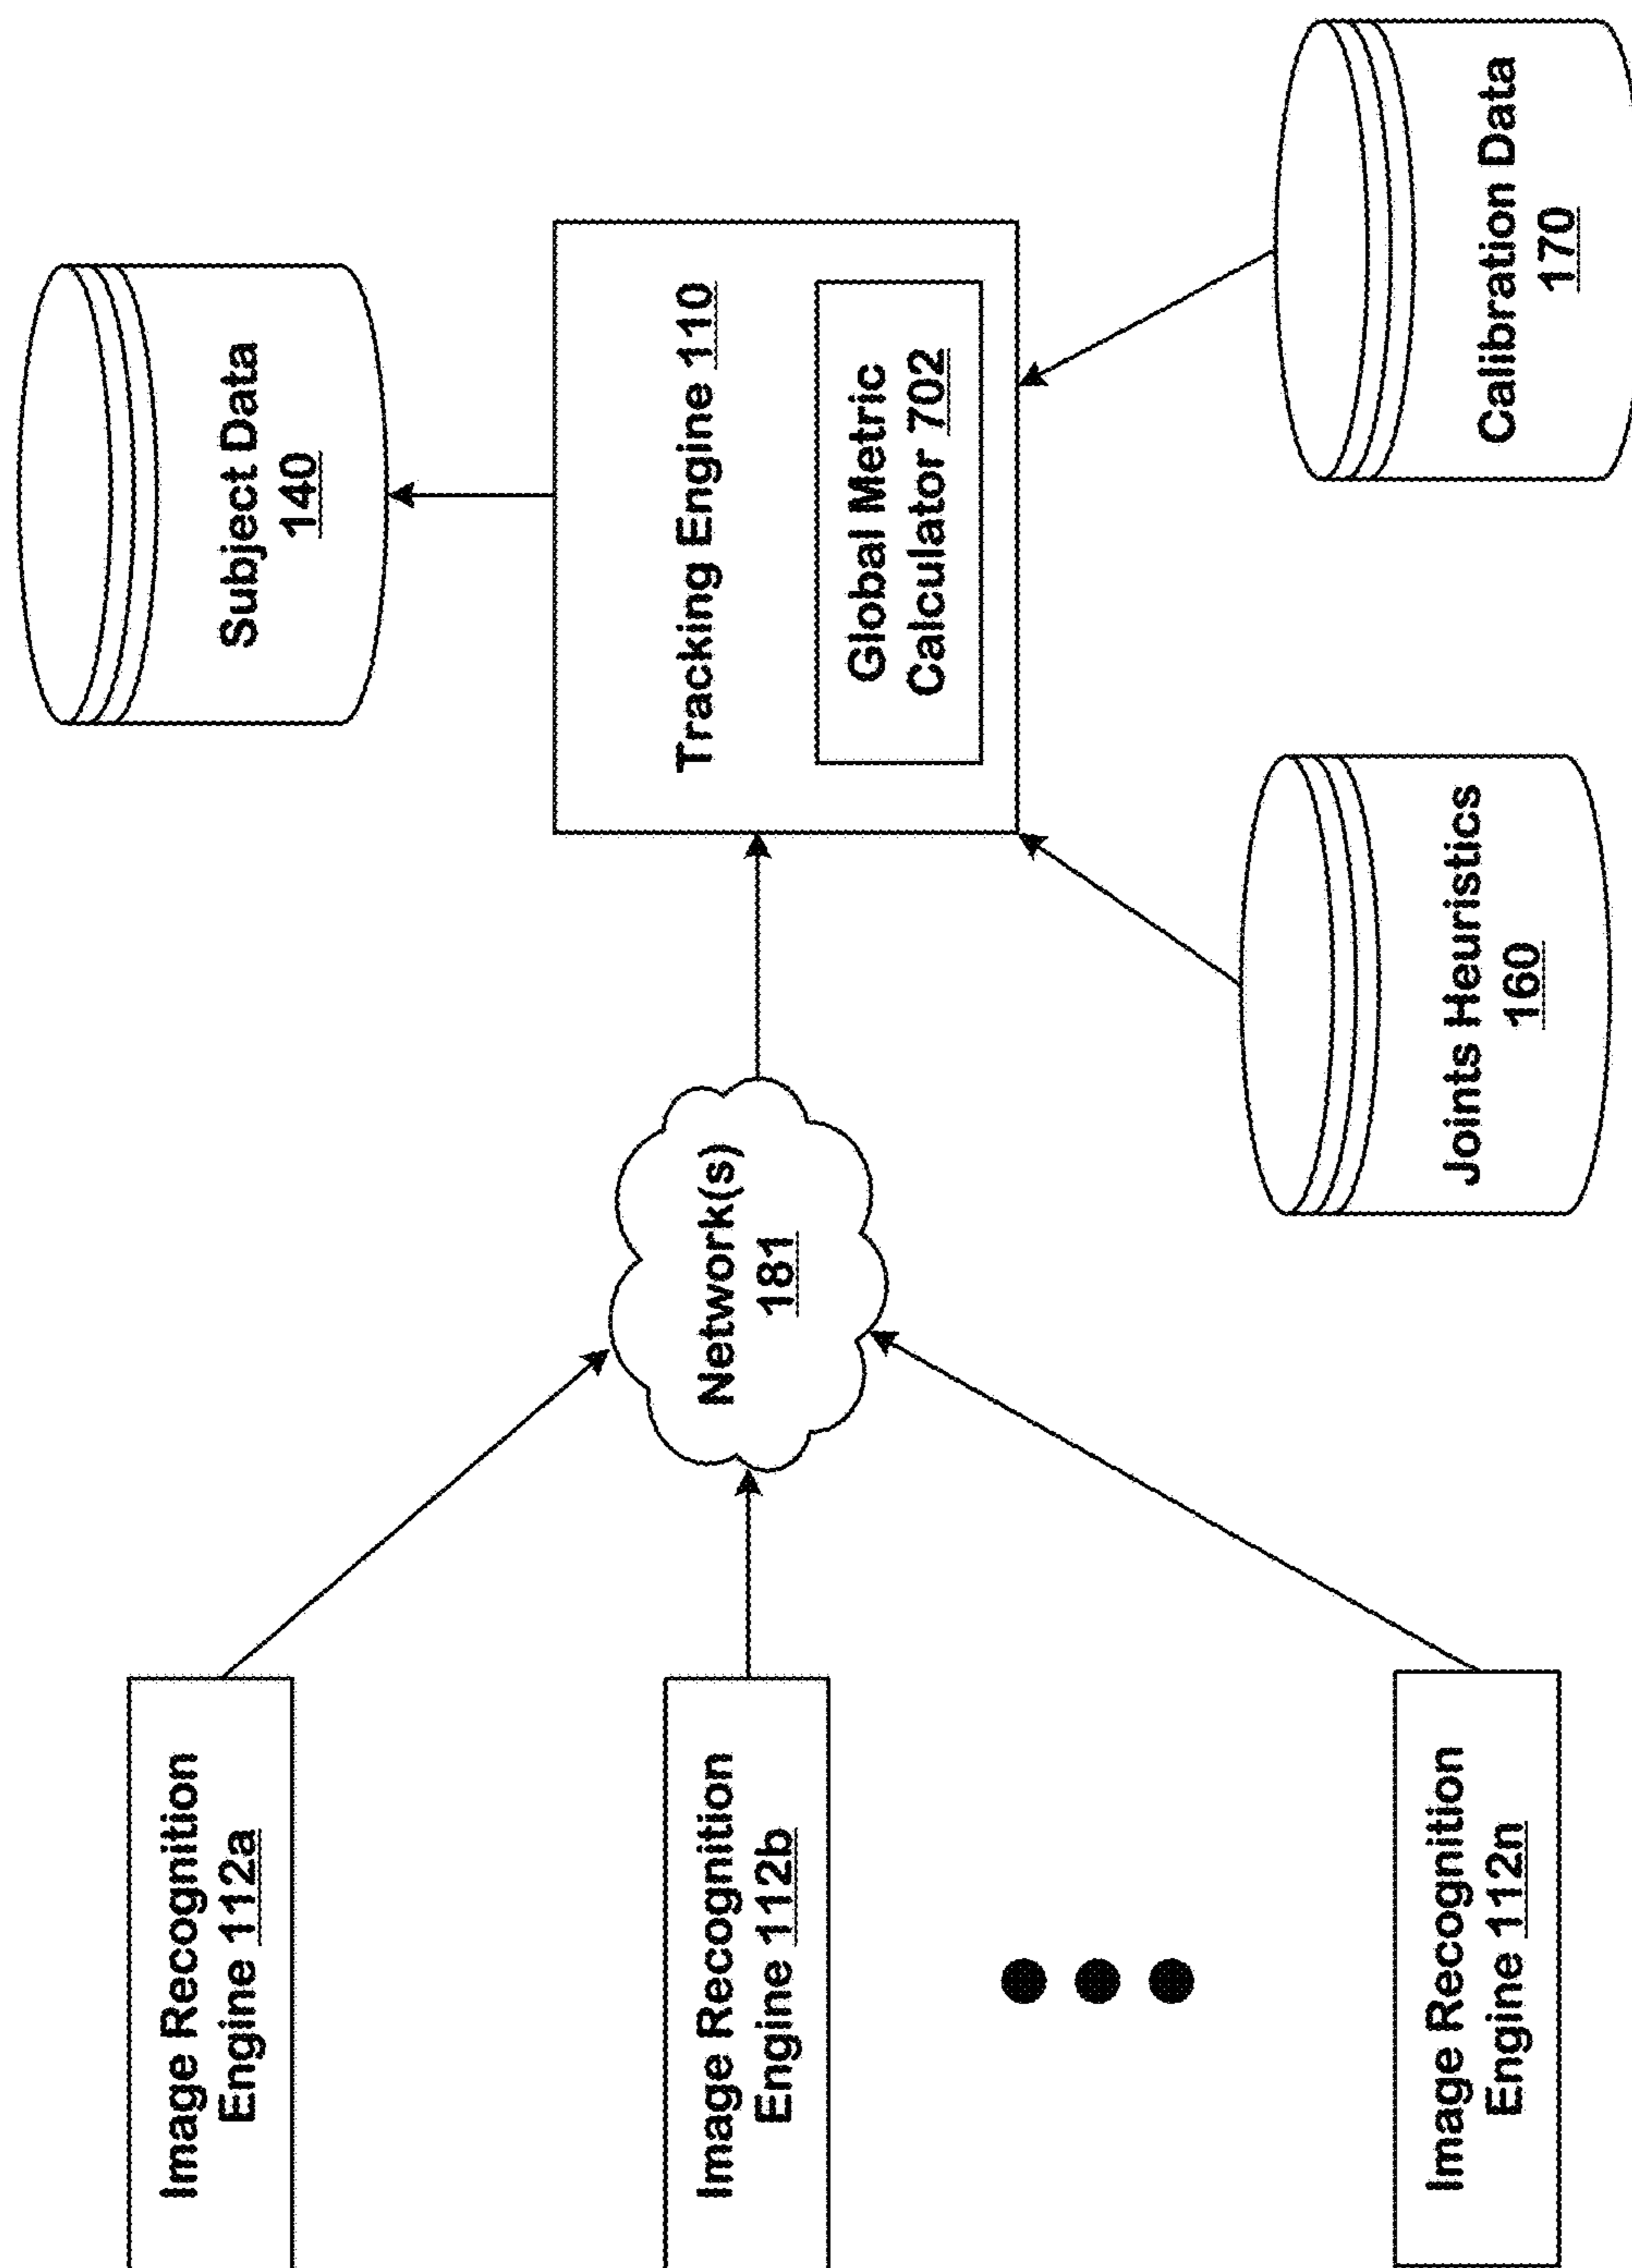 Image Recognition
Engine 112a
Image Recognition
Engine 112b
Image Recognition
Engine 112n
Network(s)
181
Subject Data
140
Tracking Engine 110
Global Metric
Calculator 702
Joints Heuristics
160
Calibration Data
170